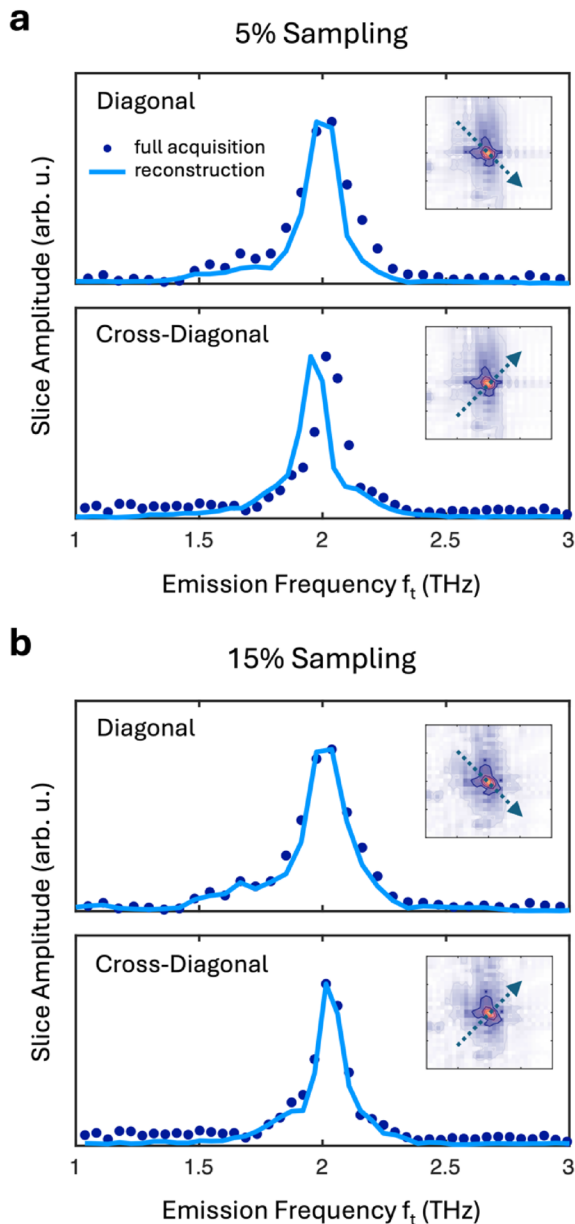 a
5% Sampling
Diagonal
full acquisition
reconstruction
Cross-Diagonal
Slice Amplitude (arb. u.)
1 1.5 2 2.5 3
Emission Frequency fₜ (THz)
b
15% Sampling
Diagonal
Cross-Diagonal
Slice Amplitude (arb. u.)
1 1.5 2 2.5 3
Emission Frequency fₜ (THz)